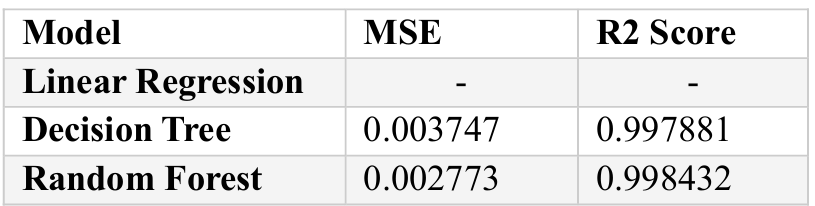 Model MSE R2 Score
Linear Regression - -
Decision Tree 0.003747 0.997881
Random Forest 0.002773 0.998432